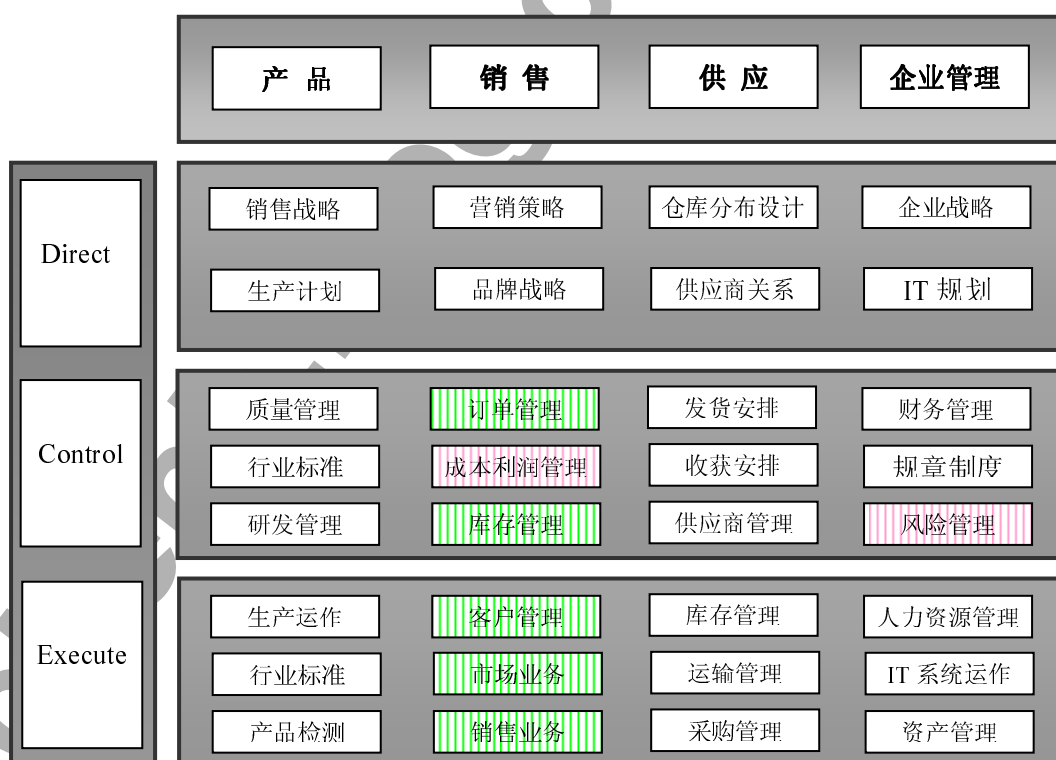 产 品 销 售 供 应 企业管理
Direct
销售战略 营销策略 仓库分布设计 企业战略
生产计划 品牌战略 供应商关系 IT 规划
Control
质量管理 订单管理 发货安排 财务管理
行业标准 成本利润管理 收获安排 规章制度
研发管理 库存管理 供应商管理 风险管理
Execute
生产运作 客户管理 库存管理 人力资源管理
行业标准 市场业务 运输管理 IT 系统运作
产品检测 销售业务 采购管理 资产管理